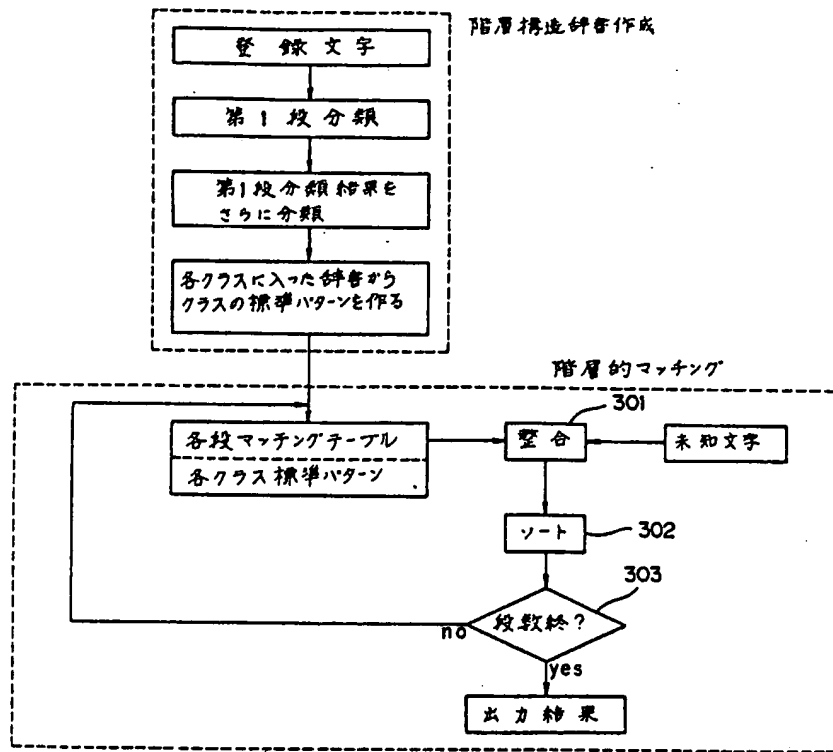 階層構造辞書作成
登録文字
第1段分類
第1段分類結果を
さらに分類
各クラスに入った辞書から
クラスの標準パターンを作る
階層的マッチング
301
各段マッチングテーブル
整合
未知文字
各クラス標準パターン
ソート
302
303
段数終?
no
yes
出力結果